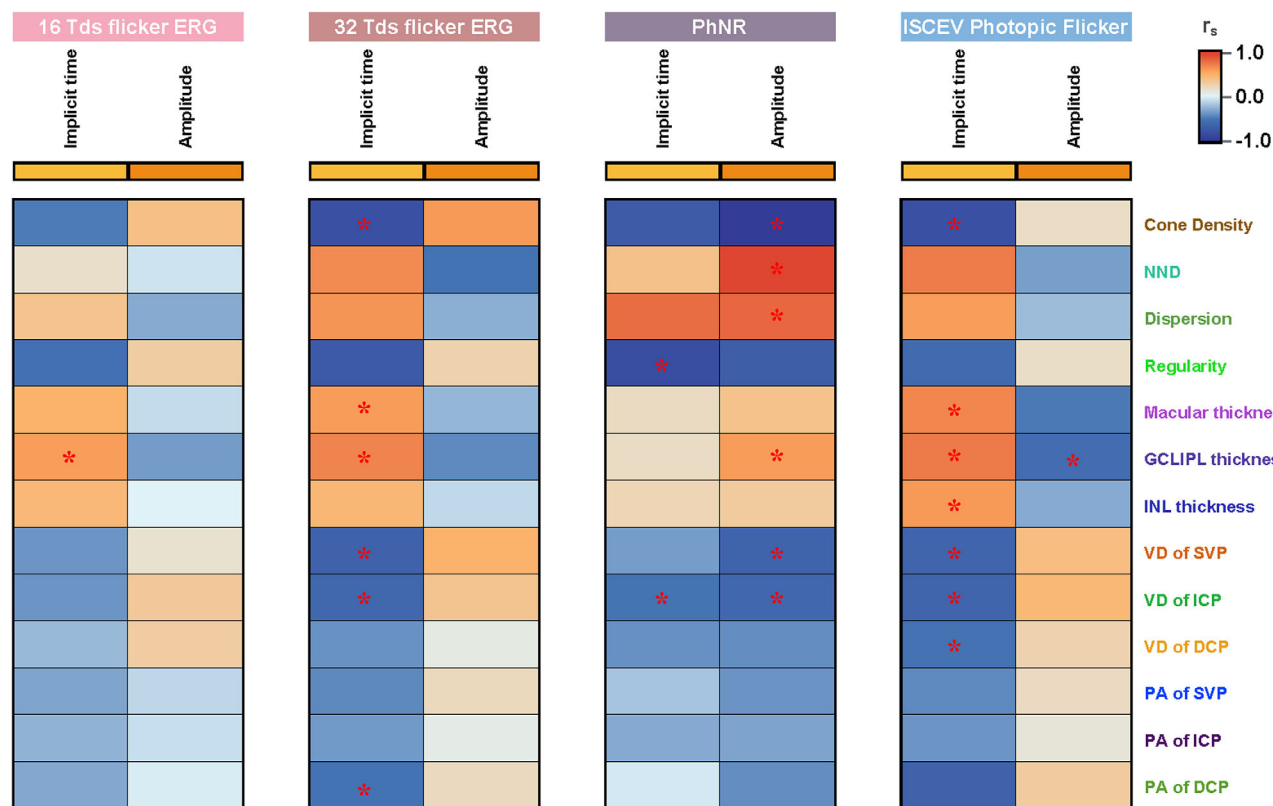 16 Tds flicker ERG
32 Tds flicker ERG
PhNR
ISCEV Photopic Flicker
rs
Implicit time
Amplitude
Implicit time
Amplitude
Implicit time
Amplitude
Implicit time
Amplitude
1.0
0.0
-1.0
* * * Cone Density
* NND
* Dispersion
* Regularity
* * Macular thickne
* * * * * GCLIPL thicknes
* INL thickness
* * * VD of SVP
* * * * VD of ICP
* VD of DCP
PA of SVP
PA of ICP
* PA of DCP